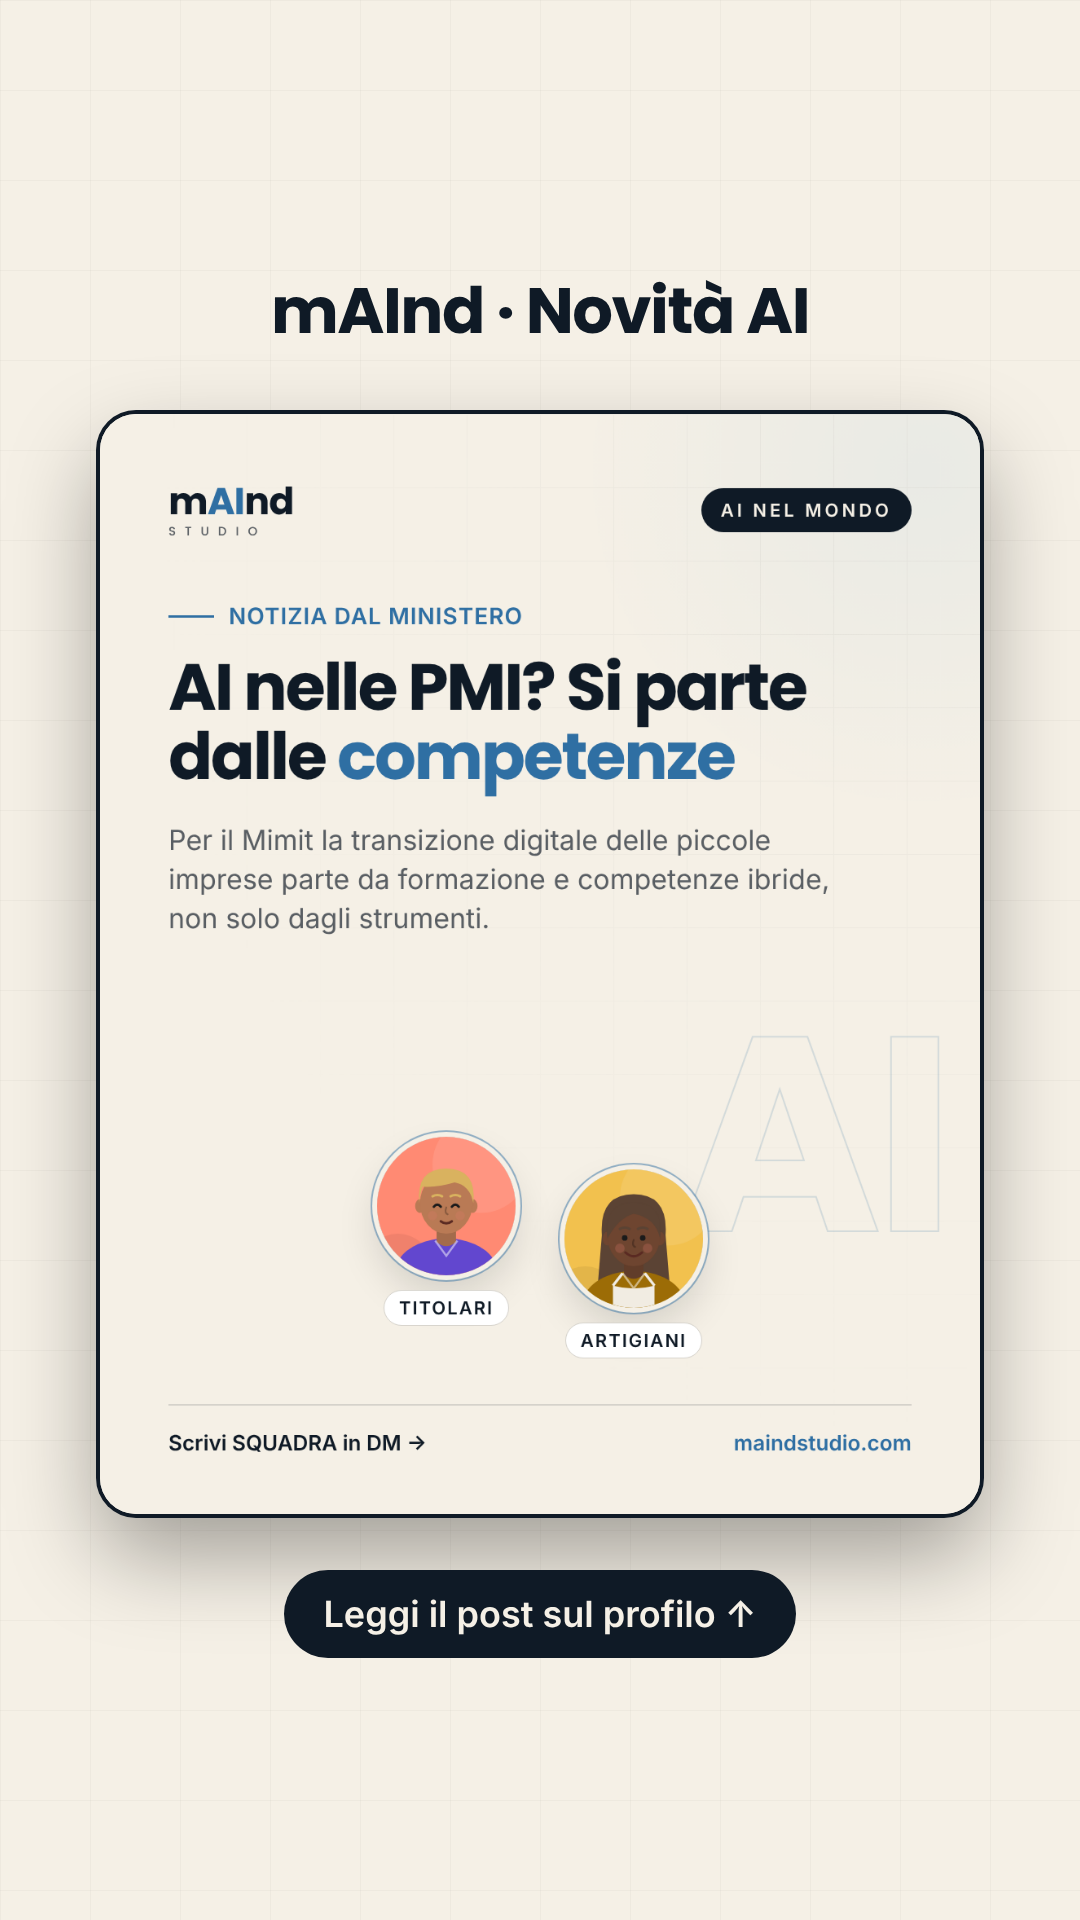 mAInd · Novità AI
mAInd
STUDIO
AI NEL MONDO
NOTIZIA DAL MINISTERO
AI nelle PMI? Si parte
dalle competenze
Per il Mimit la transizione digitale delle piccole
imprese parte da formazione e competenze ibride,
non solo dagli strumenti.
AI
TITOLARI
ARTIGIANI
Scrivi SQUADRA in DM →
maindstudio.com
Leggi il post sul profilo ↑